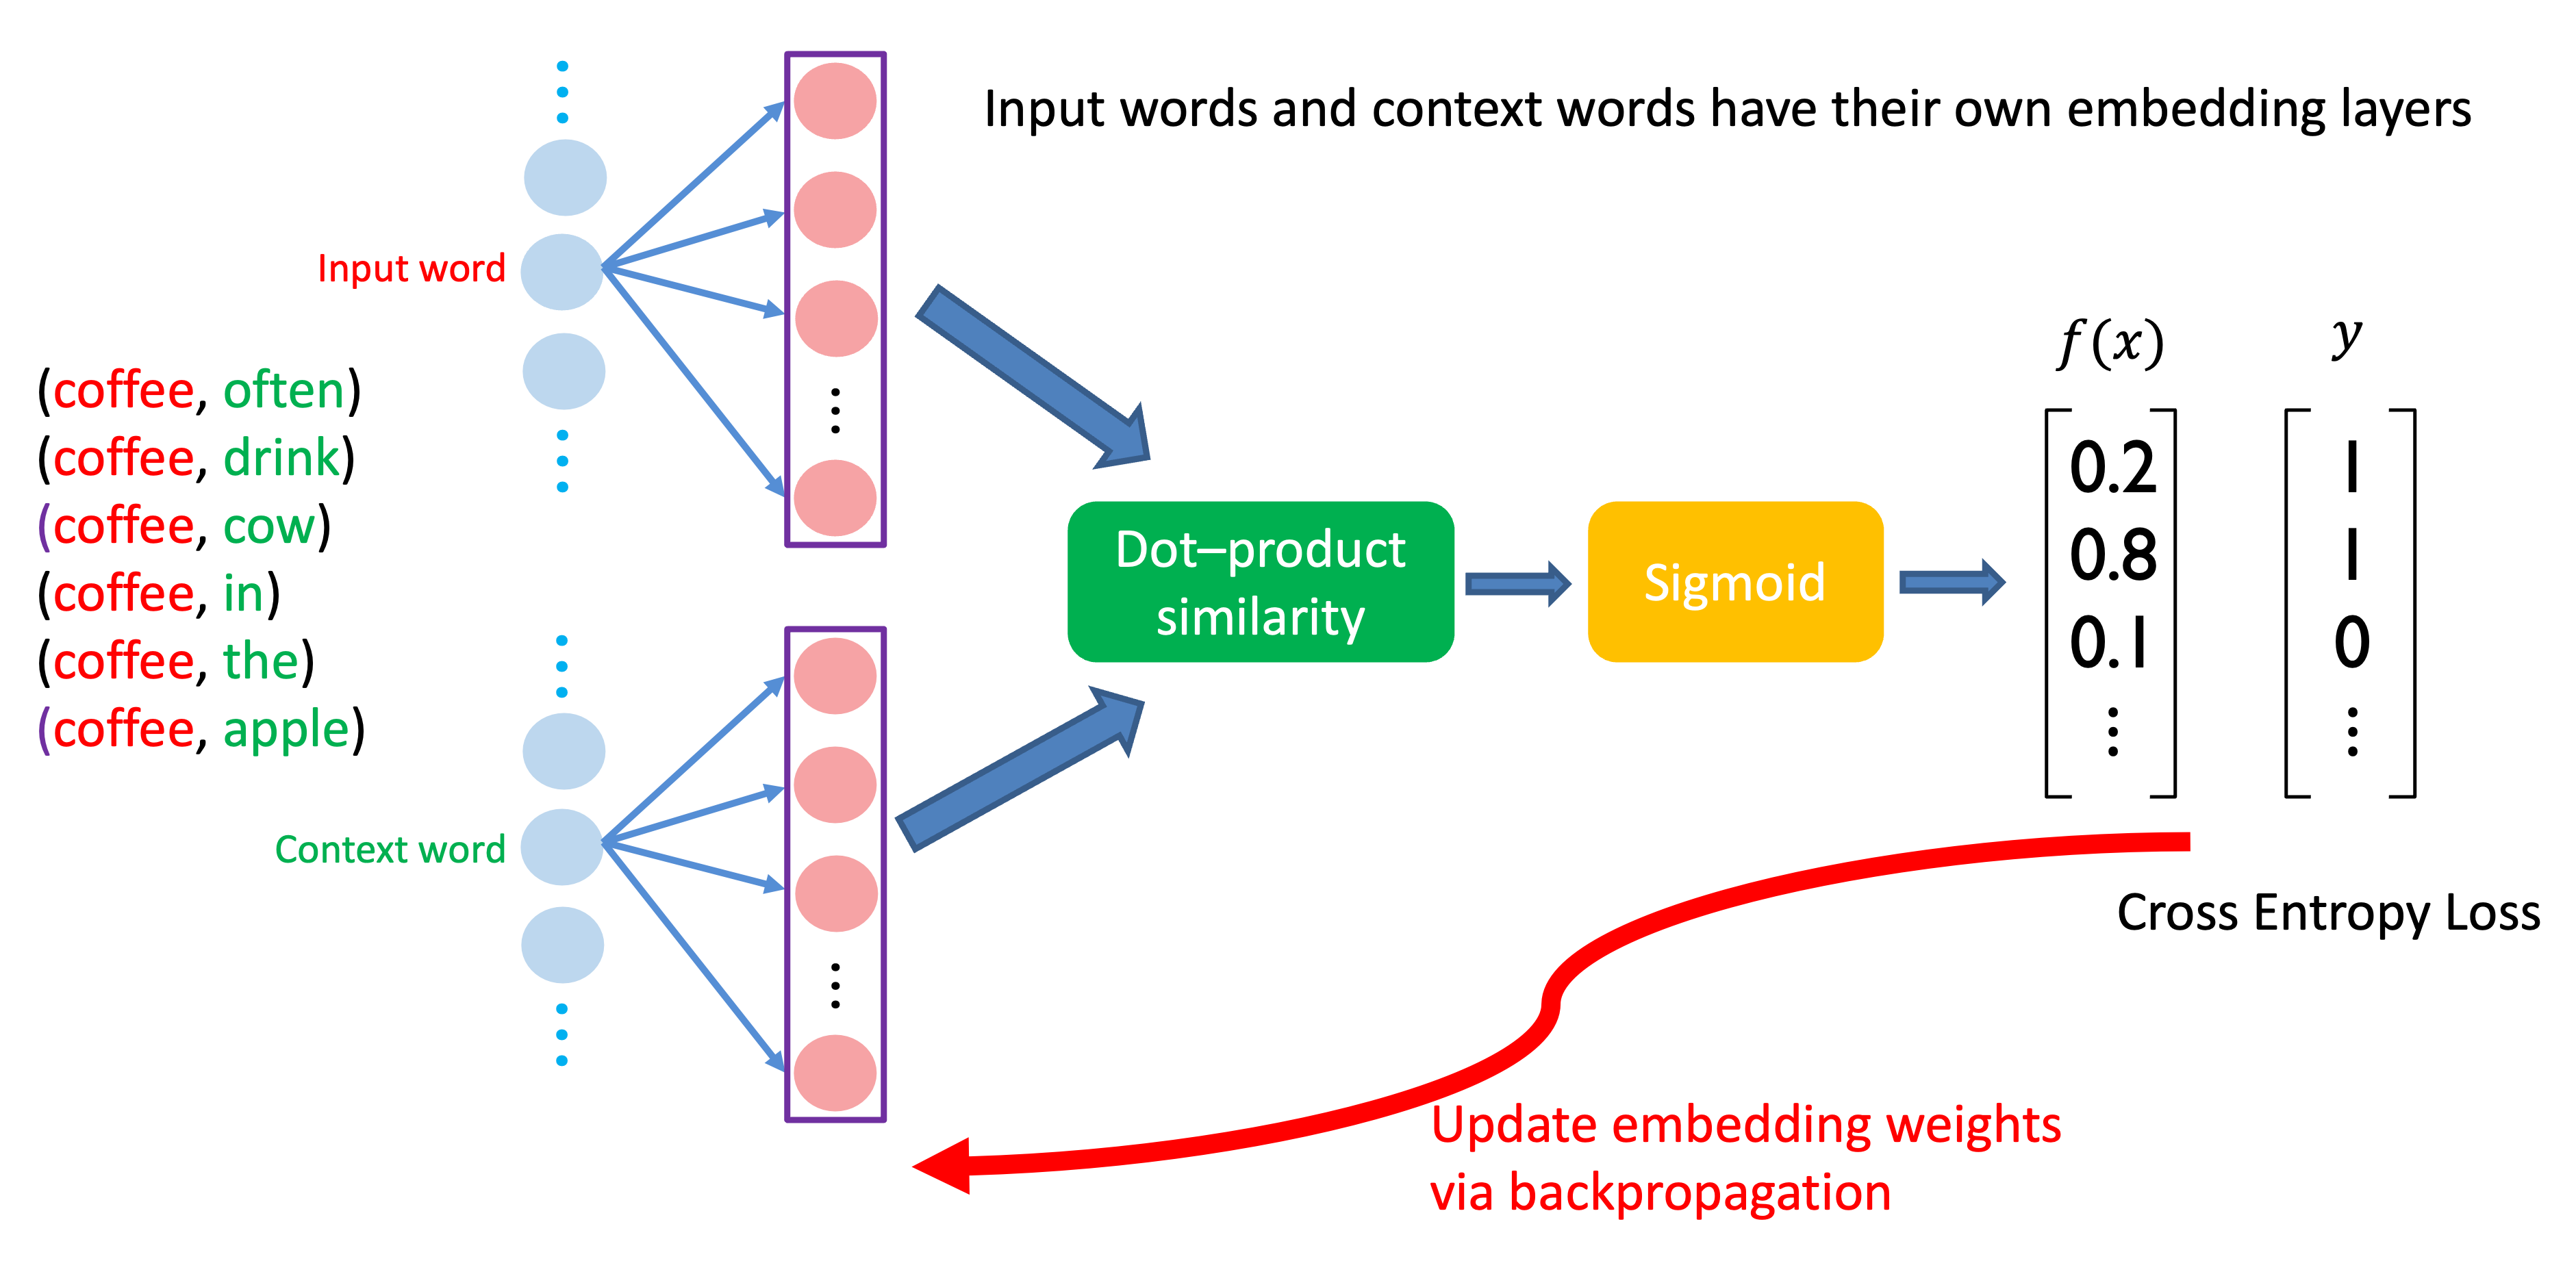 Input words and context words have their own embedding layers
Input word
(coffee, often)
(coffee, drink)
(coffee, cow)
(coffee, in)
(coffee, the)
(coffee, apple)
Context word
Dot–product
similarity
Sigmoid
f(x)
0.2
0.8
0.1
⋮
y
1
1
0
⋮
Cross Entropy Loss
Update embedding weights
via backpropagation